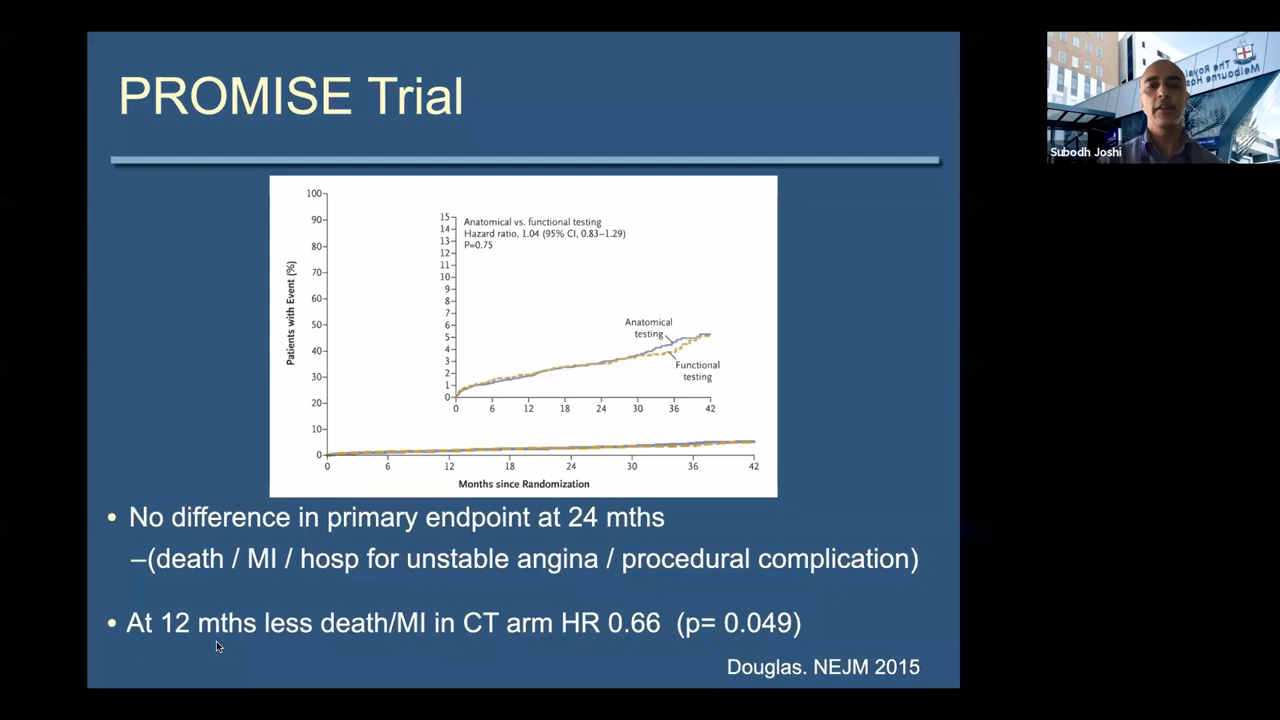 PROMISE Trial
Subodh Joshi
The Royal
Melbourne Hos
100
90
80
70
60
50
40
30
20
10
0
Patients with Event (%)
15
14
13
12
11
10
9
8
7
6
5
4
3
2
1
0
Anatomical vs. functional testing
Hazard ratio, 1.04 (95% CI, 0.83–1.29)
P=0.75
Anatomical
testing
Functional
testing
0 6 12 18 24 30 36 42
0 6 12 18 24 30 36 42
Months since Randomization
• No difference in primary endpoint at 24 mths
–(death / MI / hosp for unstable angina / procedural complication)
• At 12 mths less death/MI in CT arm HR 0.66 (p= 0.049)
Douglas. NEJM 2015